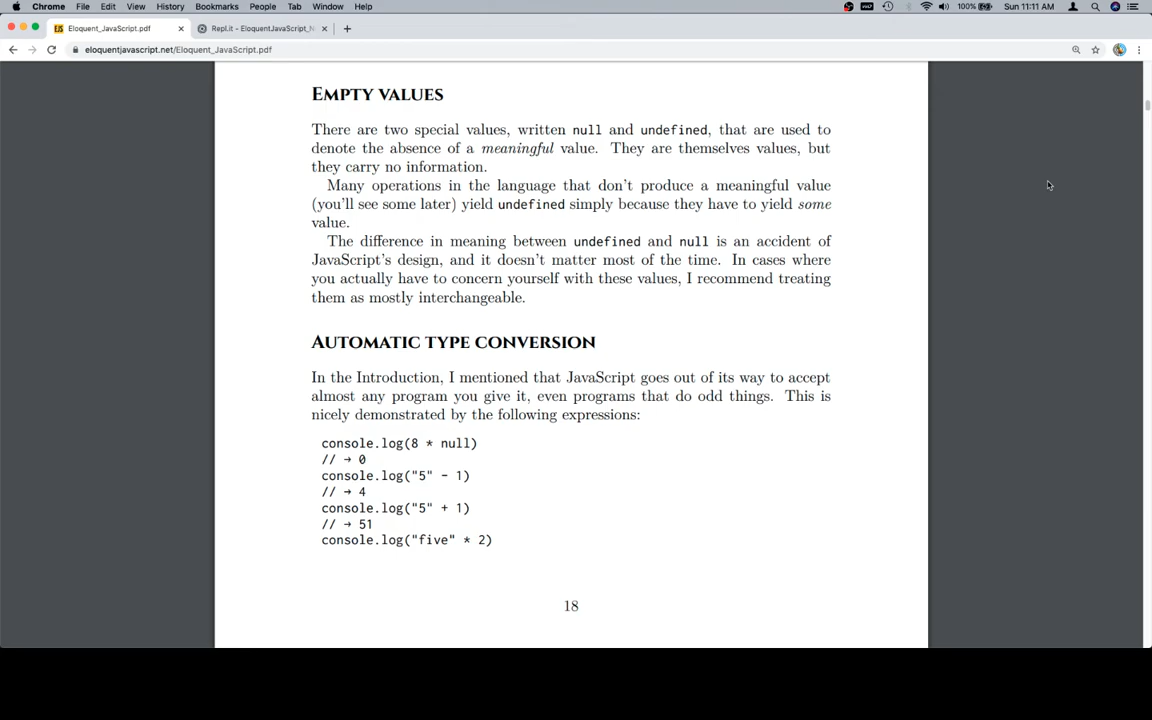 Chrome File Edit View History Bookmarks People Tab Window Help 100% Sun 11:11 AM
Eloquent_JavaScript.pdf Repl.it - EloquentJavaScript_N
eloquentjavascript.net/Eloquent_JavaScript.pdf
EMPTY VALUES
There are two special values, written null and undefined, that are used to
denote the absence of a meaningful value. They are themselves values, but
they carry no information.
Many operations in the language that don't produce a meaningful value
(you'll see some later) yield undefined simply because they have to yield some
value.
The difference in meaning between undefined and null is an accident of
JavaScript's design, and it doesn't matter most of the time. In cases where
you actually have to concern yourself with these values, I recommend treating
them as mostly interchangeable.
AUTOMATIC TYPE CONVERSION
In the Introduction, I mentioned that JavaScript goes out of its way to accept
almost any program you give it, even programs that do odd things. This is
nicely demonstrated by the following expressions:
console.log(8 * null)
// → 0
console.log("5" - 1)
// → 4
console.log("5" + 1)
// → 51
console.log("five" * 2)
18